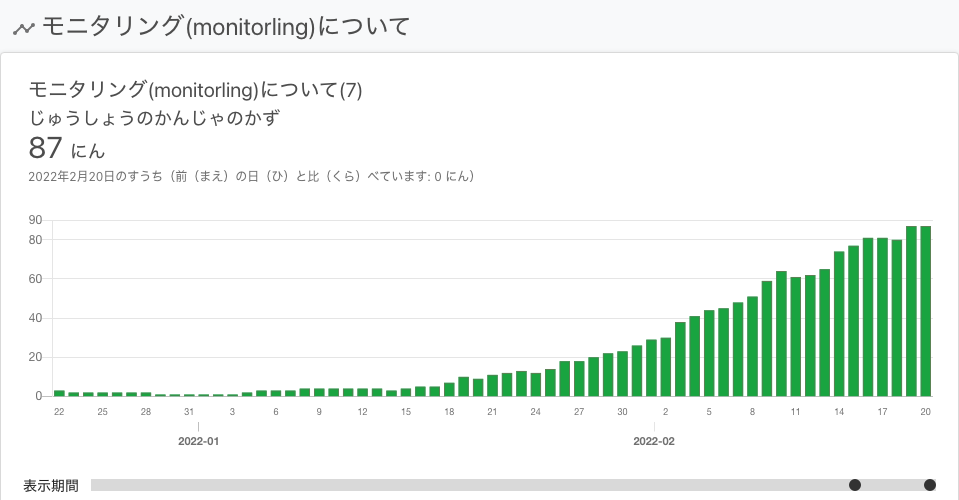 モニタリング(monitorling)について
モニタリング(monitorling)について(7)
じゅうしょうのかんじゃのかず
87 にん
2022年2月20日のすうち（前（まえ）の日（ひ）と比（くら）べています: 0 にん）
90
80
60
40
20
0
22 25 28 31 3 6 9 12 15 18 21 24 27 30 2 5 8 11 14 17 20
2022-01 2022-02
表示期間